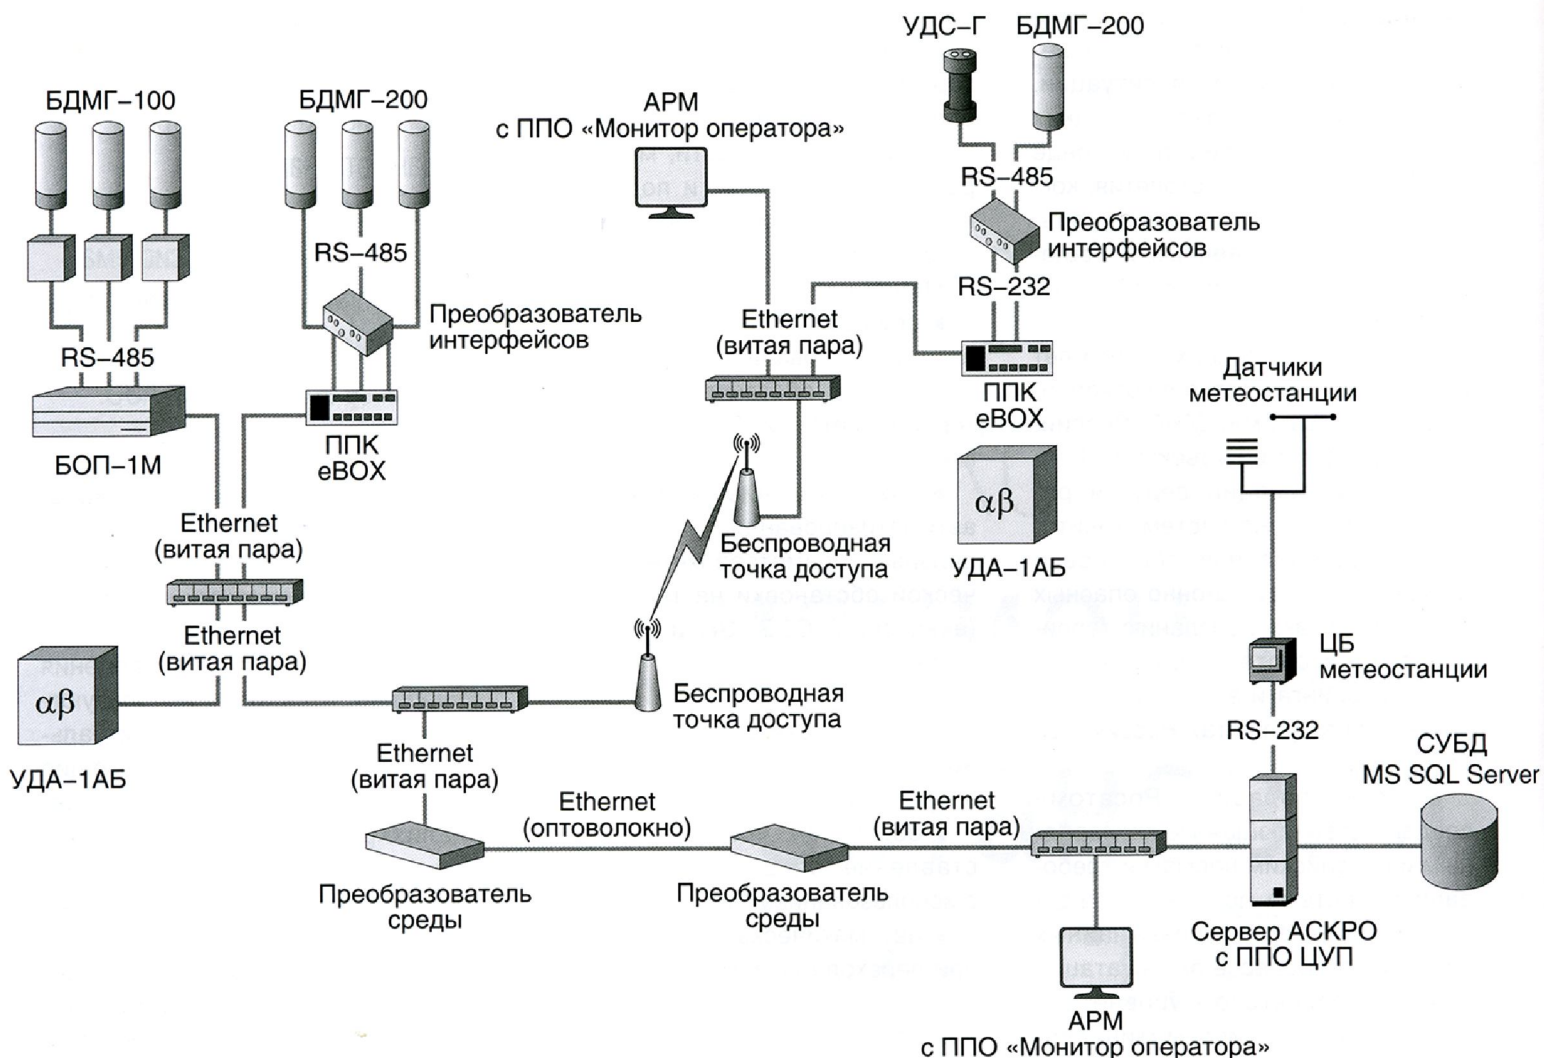 УДС–Г
БДМГ–200
БДМГ–100
БДМГ–200
АРМ
с ППО «Монитор оператора»
RS–485
Преобразователь
интерфейсов
RS–485
RS–232
Преобразователь
интерфейсов
Ethernet
(витая пара)
RS–485
Датчики
метеостанции
ППК
eBOX
ППК
eBOX
БОП–1М
αβ
Ethernet
(витая пара)
Беспроводная
точка доступа
УДА–1АБ
Ethernet
(витая пара)
ЦБ
метеостанции
αβ
Беспроводная
точка доступа
RS–232
УДА–1АБ
Ethernet
(витая пара)
СУБД
MS SQL Server
Ethernet
(оптоволокно)
Ethernet
(витая пара)
Преобразователь
среды
Преобразователь
среды
Сервер АСКРО
с ППО ЦУП
АРМ
с ППО «Монитор оператора»